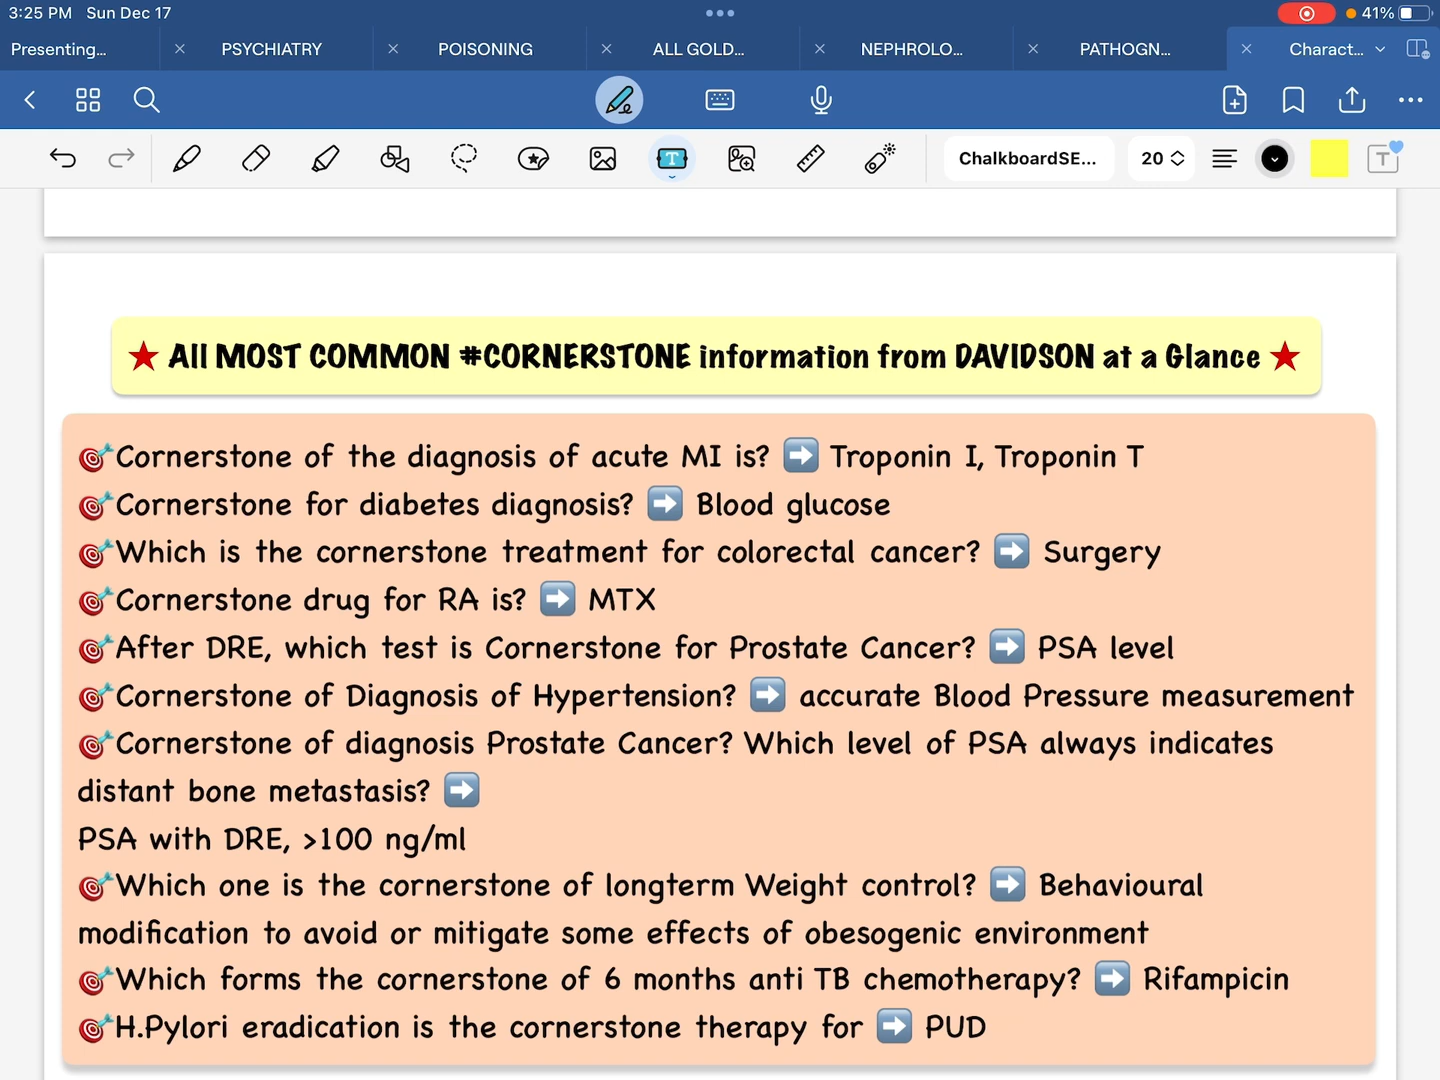 3:25 PM Sun Dec 17
41%
Presenting...
PSYCHIATRY
POISONING
ALL GOLD...
NEPHROLO...
PATHOGN...
Charact...
ChalkboardSE...
20
★ All MOST COMMON #CORNERSTONE information from DAVIDSON at a Glance ★
🎯Cornerstone of the diagnosis of acute MI is? ➡️ Troponin I, Troponin T
🎯Cornerstone for diabetes diagnosis? ➡️ Blood glucose
🎯Which is the cornerstone treatment for colorectal cancer? ➡️ Surgery
🎯Cornerstone drug for RA is? ➡️ MTX
🎯After DRE, which test is Cornerstone for Prostate Cancer? ➡️ PSA level
🎯Cornerstone of Diagnosis of Hypertension? ➡️ accurate Blood Pressure measurement
🎯Cornerstone of diagnosis Prostate Cancer? Which level of PSA always indicates
distant bone metastasis? ➡️
PSA with DRE, >100 ng/ml
🎯Which one is the cornerstone of longterm Weight control? ➡️ Behavioural
modification to avoid or mitigate some effects of obesogenic environment
🎯Which forms the cornerstone of 6 months anti TB chemotherapy? ➡️ Rifampicin
🎯H.Pylori eradication is the cornerstone therapy for ➡️ PUD